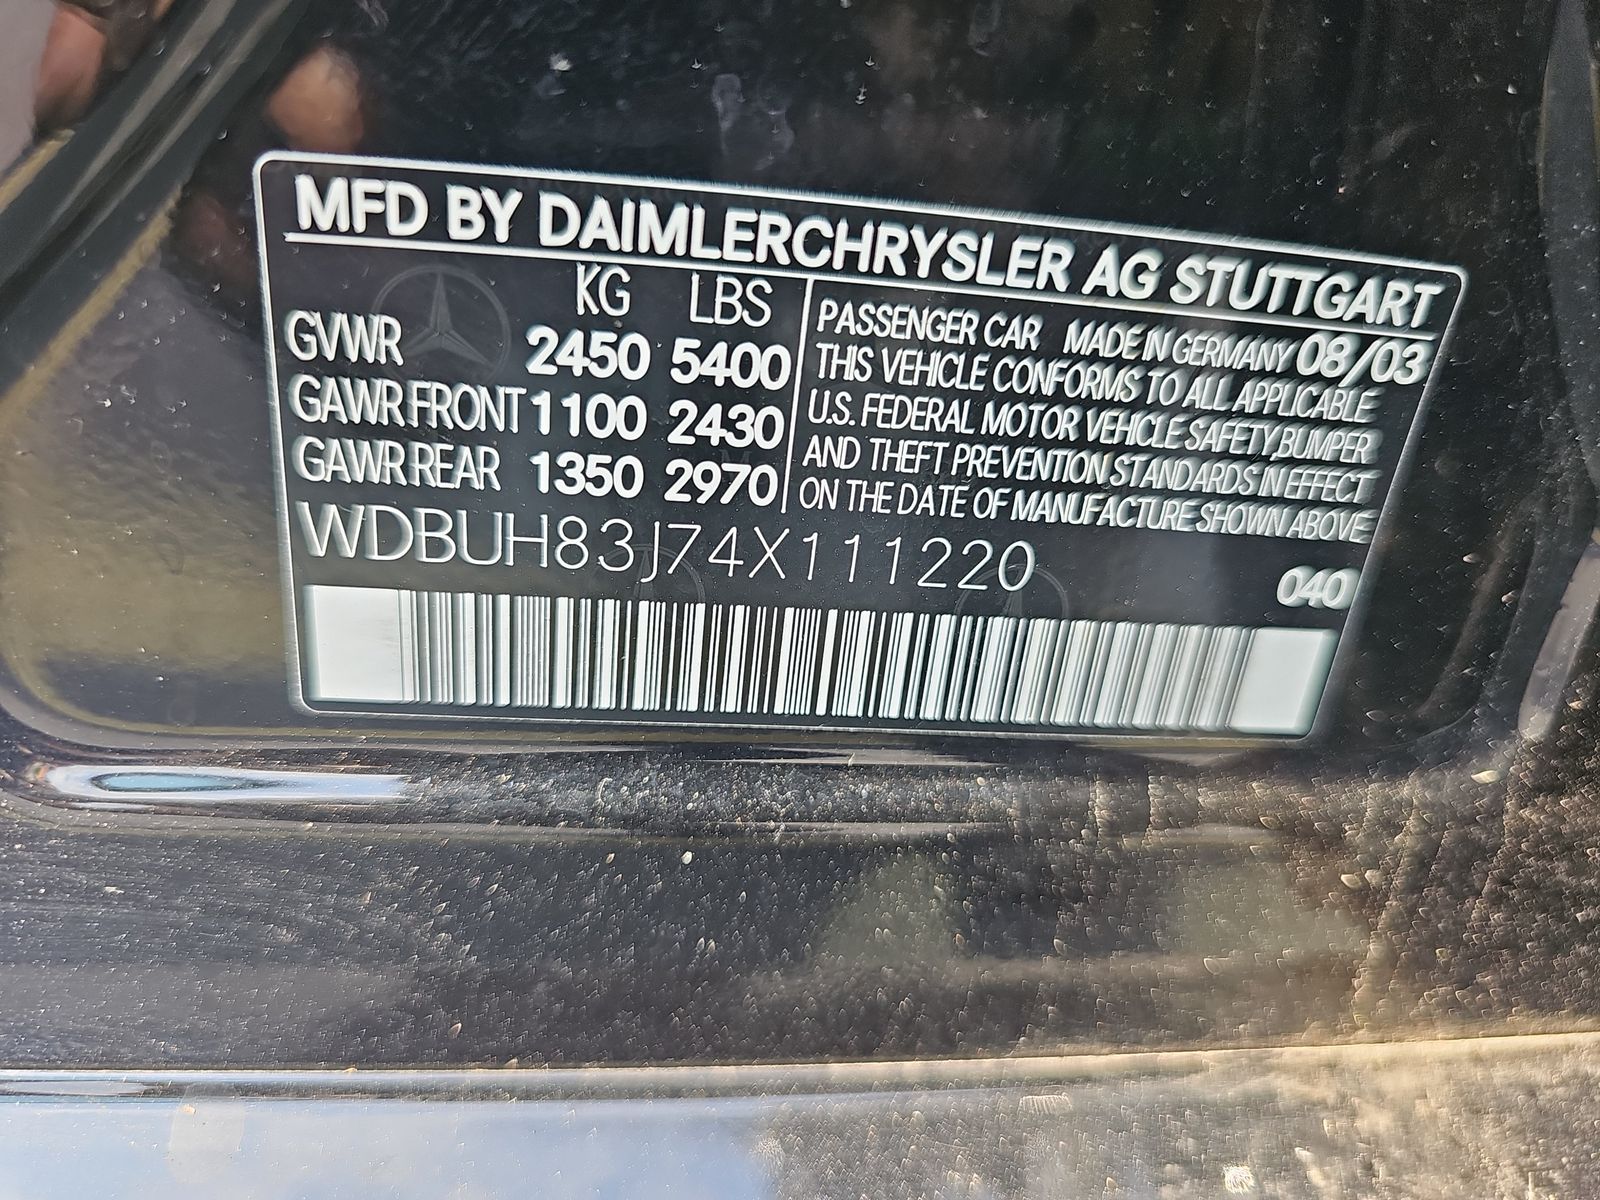 MFD BY DAIMLERCHRYSLER AG STUTTGART
KG LBS
GVWR 2450 5400
GAWR FRONT 1100 2430
GAWR REAR 1350 2970
PASSENGER CAR MADE IN GERMANY 08/03
THIS VEHICLE CONFORMS TO ALL APPLICABLE
U.S. FEDERAL MOTOR VEHICLE SAFETY,BUMPER
AND THEFT PREVENTION STANDARDS IN EFFECT
ON THE DATE OF MANUFACTURE SHOWN ABOVE
WDBUH83J74X111220
040